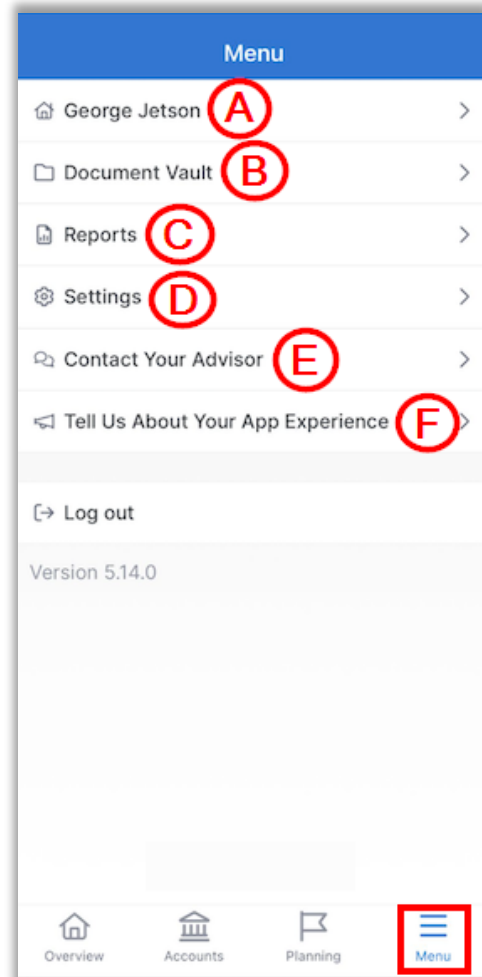 Menu
George Jetson A
Document Vault B
Reports C
Settings D
Contact Your Advisor E
Tell Us About Your App Experience F
Log out
Version 5.14.0
Overview Accounts Planning Menu